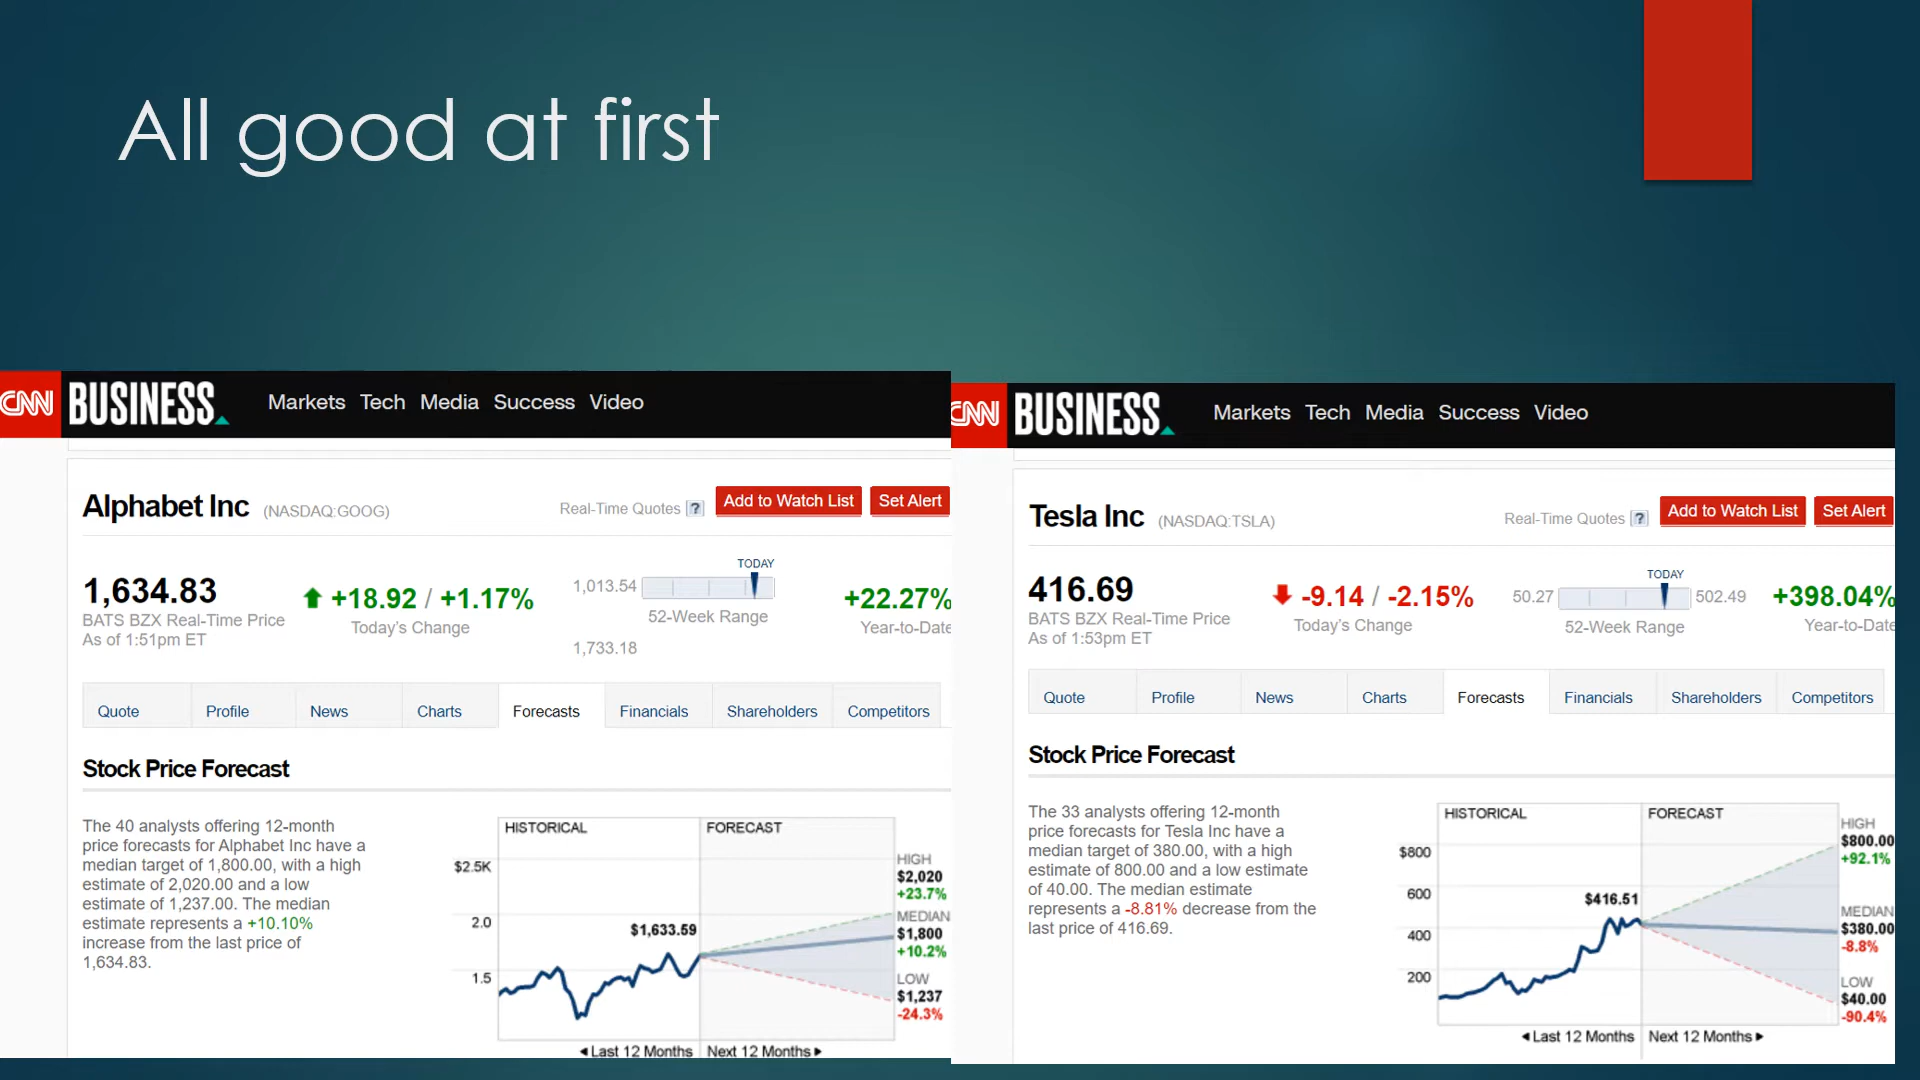 All good at first
CNN BUSINESS Markets Tech Media Success Video
Alphabet Inc (NASDAQ:GOOG) Real-Time Quotes ? Add to Watch List Set Alert
TODAY
1,634.83 +18.92 / +1.17% 1,013.54 +22.27%
BATS BZX Real-Time Price Today's Change 52-Week Range Year-to-Date
As of 1:51pm ET
1,733.18
Quote Profile News Charts Forecasts Financials Shareholders Competitors
Stock Price Forecast
The 40 analysts offering 12-month
price forecasts for Alphabet Inc have a
median target of 1,800.00, with a high
estimate of 2,020.00 and a low
estimate of 1,237.00. The median
estimate represents a +10.10%
increase from the last price of
1,634.83.
HISTORICAL FORECAST
$2.5K
2.0
1.5
$1,633.59
HIGH
$2,020
+23.7%
MEDIAN
$1,800
+10.2%
LOW
$1,237
-24.3%
Last 12 Months Next 12 Months
CNN BUSINESS Markets Tech Media Success Video
Tesla Inc (NASDAQ:TSLA) Real-Time Quotes ? Add to Watch List Set Alert
TODAY
416.69 -9.14 / -2.15% 50.27 502.49 +398.04%
BATS BZX Real-Time Price Today's Change 52-Week Range Year-to-Date
As of 1:53pm ET
Quote Profile News Charts Forecasts Financials Shareholders Competitors
Stock Price Forecast
The 33 analysts offering 12-month
price forecasts for Tesla Inc have a
median target of 380.00, with a high
estimate of 800.00 and a low estimate
of 40.00. The median estimate
represents a -8.81% decrease from the
last price of 416.69.
HISTORICAL FORECAST
$800
600
400
200
$416.51
HIGH
$800.00
+92.1%
MEDIAN
$380.00
-8.8%
LOW
$40.00
-90.4%
Last 12 Months Next 12 Months